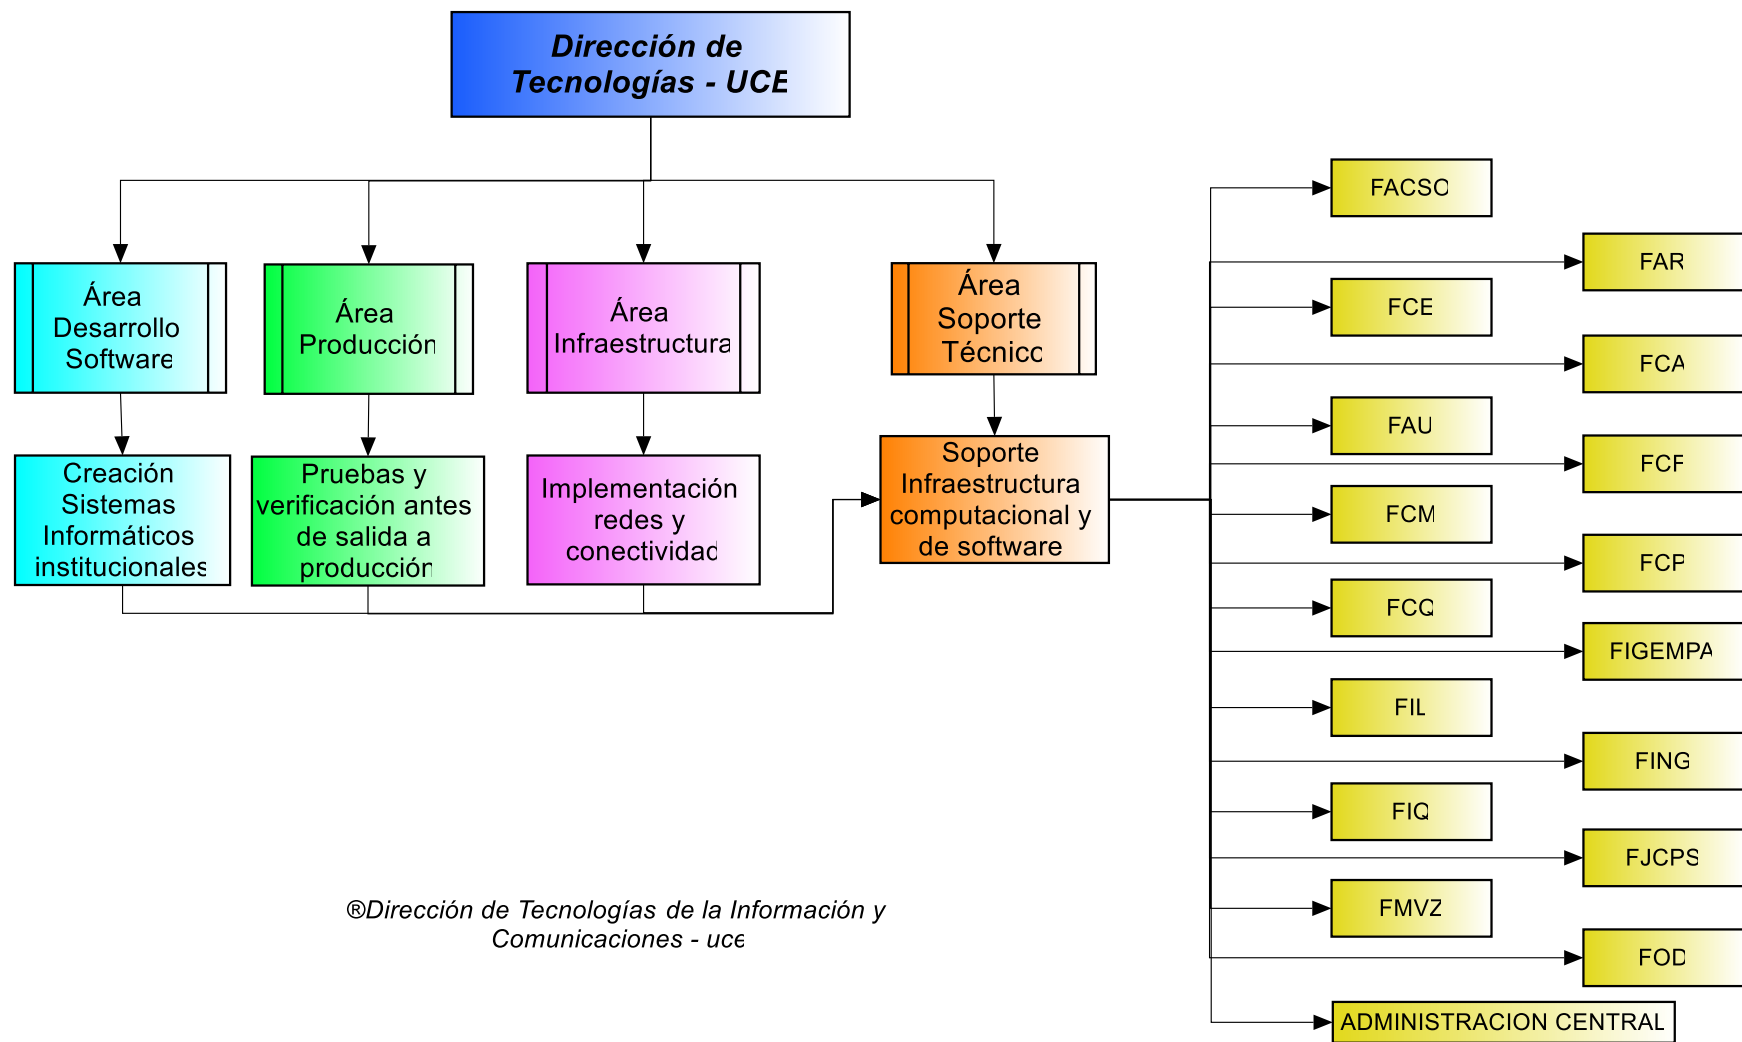 Dirección de
Tecnologías - UCE
Área
Desarrollo
Software
Área
Producción
Área
Infraestructura
Área
Soporte
Técnico
Creación
Sistemas
Informáticos
institucionales
Pruebas y
verificación antes
de salida a
producción
Implementación
redes y
conectividad
Soporte
Infraestructura
computacional y
de software
FACSO
FAR
FCE
FCA
FAU
FCF
FCM
FCP
FCQ
FIGEMPA
FIL
FING
FIQ
FJCPS
FMVZ
FOD
ADMINISTRACION CENTRAL
®Dirección de Tecnologías de la Información y
Comunicaciones - uce